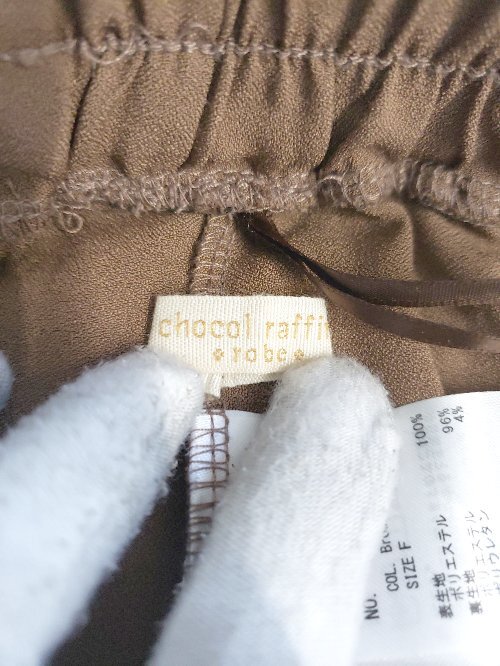 chocol raffi
robe
NO.
COL. Br
SIZE F
表生地
ポリエステル 100%
裏生地
ポリエステル 96%
ポリウレタン 4%